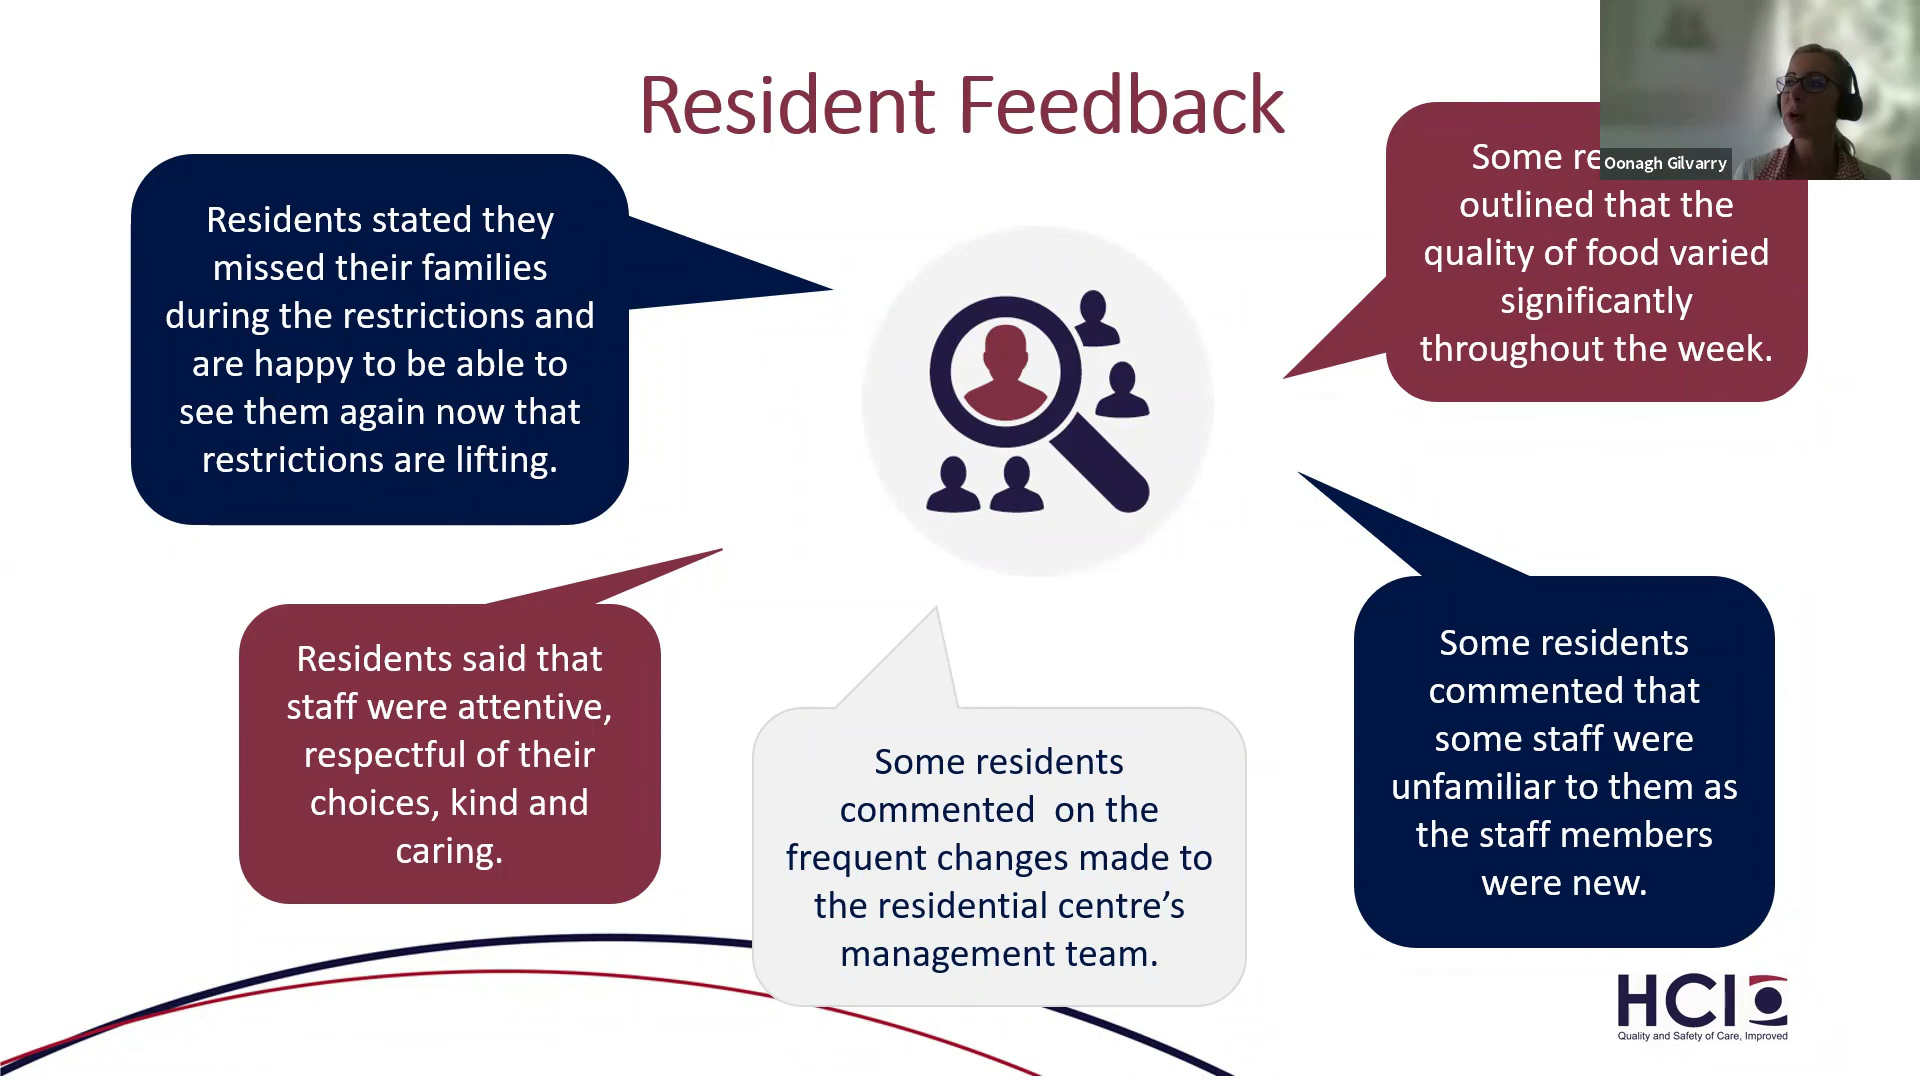 Resident Feedback
Residents stated they
missed their families
during the restrictions and
are happy to be able to
see them again now that
restrictions are lifting.
Some
outlined that the
quality of food varied
significantly
throughout the week.
Oonagh Gilvarry
Residents said that
staff were attentive,
respectful of their
choices, kind and
caring.
Some residents
commented  on the
frequent changes made to
the residential centre’s
management team.
Some residents
commented that
some staff were
unfamiliar to them as
the staff members
were new.
HCI
Quality and Safety of Care, Improved